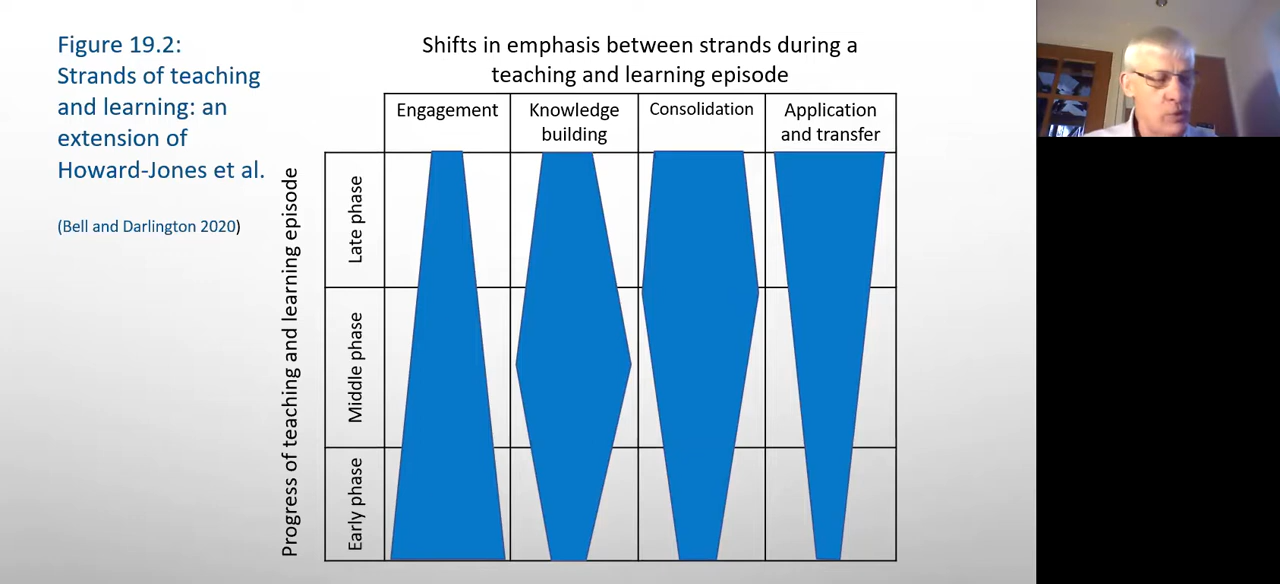 Figure 19.2:
Strands of teaching
and learning: an
extension of
Howard-Jones et al.
(Bell and Darlington 2020)
Shifts in emphasis between strands during a
teaching and learning episode
Engagement
Knowledge
building
Consolidation
Application
and transfer
Progress of teaching and learning episode
Late phase
Middle phase
Early phase